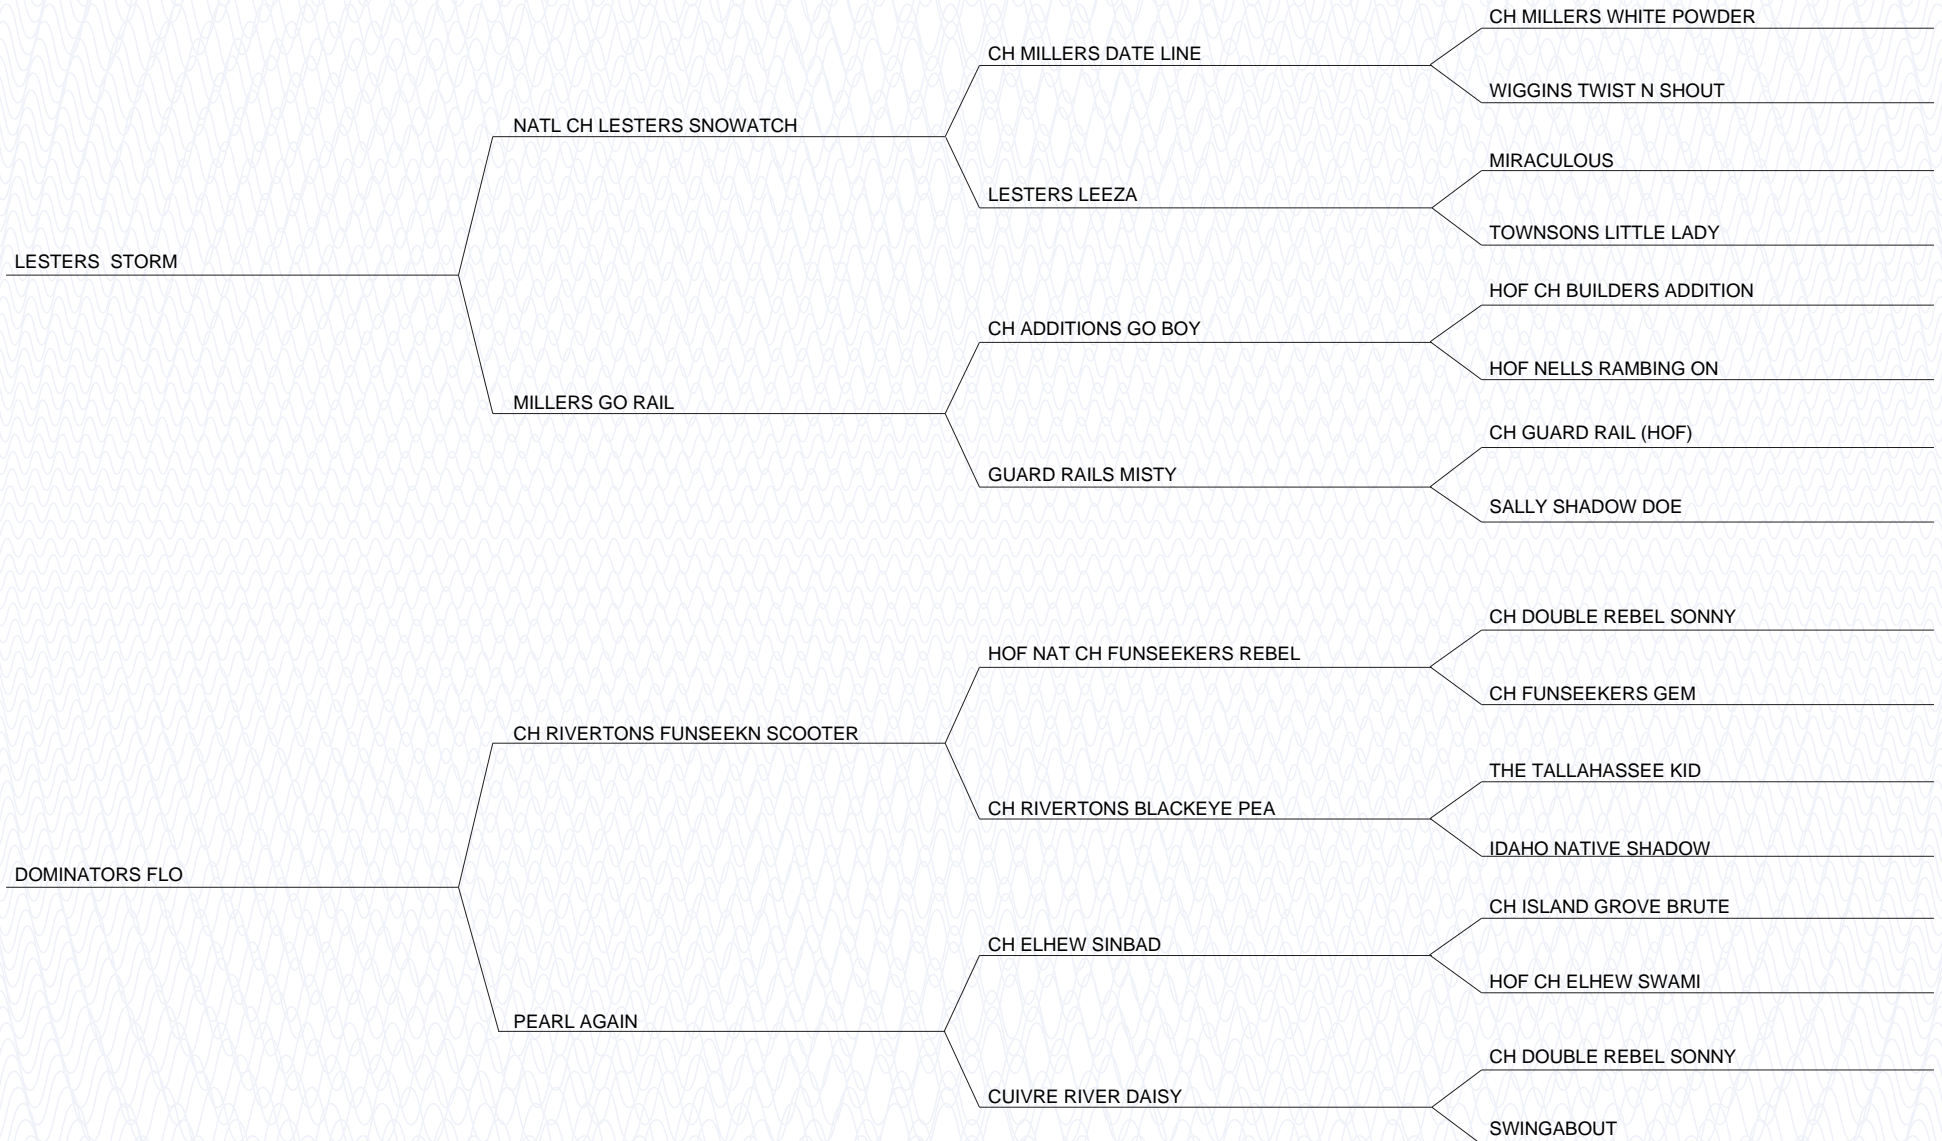 CH MILLERS WHITE POWDER
CH MILLERS DATE LINE
WIGGINS TWIST N SHOUT
NATL CH LESTERS SNOWATCH
MIRACULOUS
LESTERS LEEZA
TOWNSONS LITTLE LADY
LESTERS  STORM
HOF CH BUILDERS ADDITION
CH ADDITIONS GO BOY
HOF NELLS RAMBING ON
MILLERS GO RAIL
CH GUARD RAIL (HOF)
GUARD RAILS MISTY
SALLY SHADOW DOE
CH DOUBLE REBEL SONNY
HOF NAT CH FUNSEEKERS REBEL
CH FUNSEEKERS GEM
CH RIVERTONS FUNSEEKN SCOOTER
THE TALLAHASSEE KID
CH RIVERTONS BLACKEYE PEA
IDAHO NATIVE SHADOW
DOMINATORS FLO
CH ISLAND GROVE BRUTE
CH ELHEW SINBAD
HOF CH ELHEW SWAMI
PEARL AGAIN
CH DOUBLE REBEL SONNY
CUIVRE RIVER DAISY
SWINGABOUT